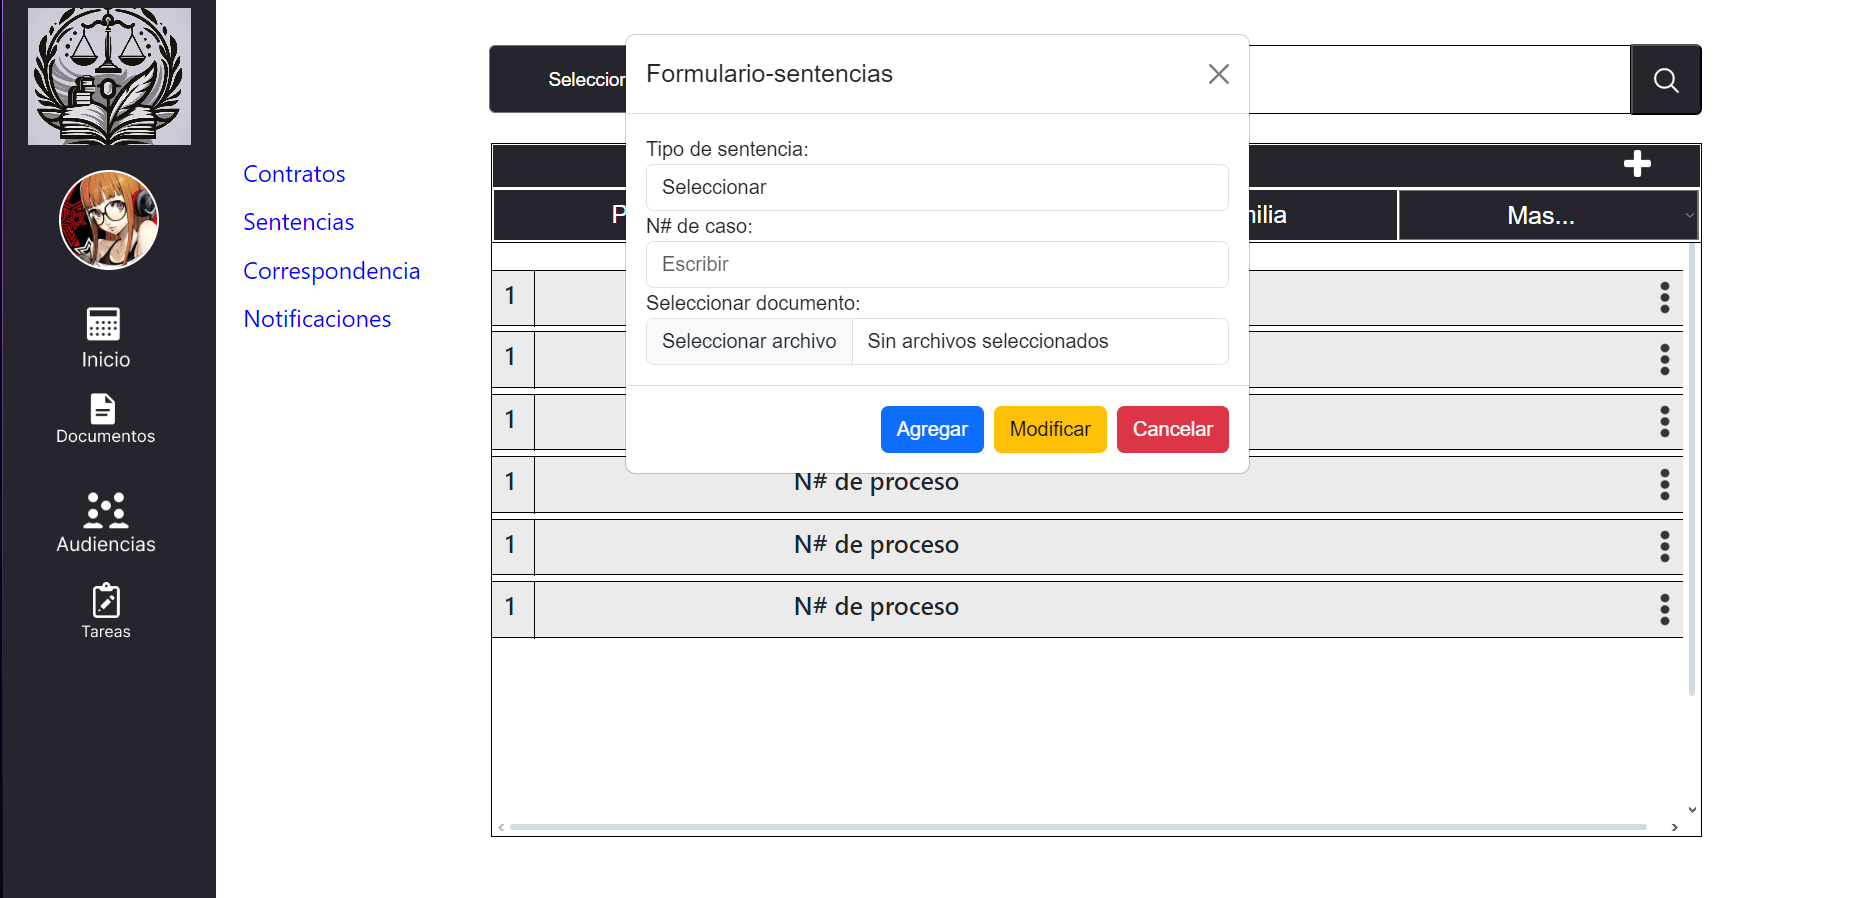 Inicio
Documentos
Audiencias
Tareas
Contratos
Sentencias
Correspondencia
Notificaciones
Formulario-sentencias
Tipo de sentencia:
Seleccionar
N# de caso:
Escribir
Seleccionar documento:
Seleccionar archivo Sin archivos seleccionados
Agregar Modificar Cancelar
Mas...
1
1
1
1 N# de proceso
1 N# de proceso
1 N# de proceso